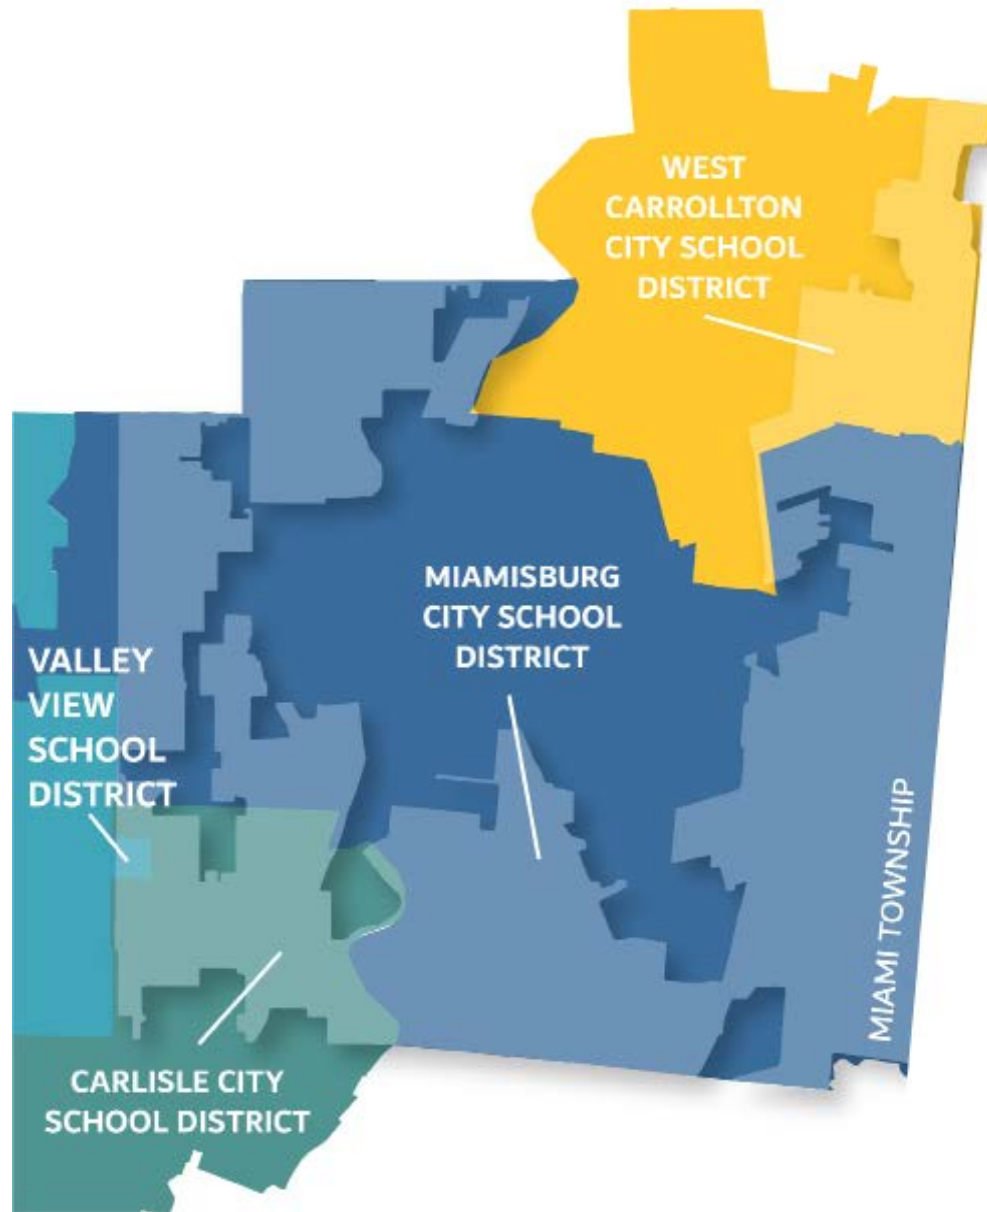 WEST
CARROLLTON
CITY SCHOOL
DISTRICT
MIAMISBURG
CITY SCHOOL
DISTRICT
VALLEY
VIEW
SCHOOL
DISTRICT
MIAMI TOWNSHIP
CARLISLE CITY
SCHOOL DISTRICT